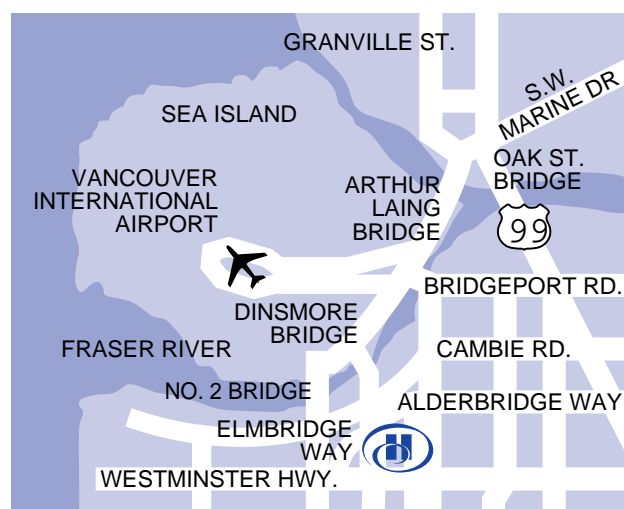 GRANVILLE ST.
S.W.
MARINE DR
SEA ISLAND
OAK ST.
BRIDGE
VANCOUVER
INTERNATIONAL
AIRPORT
ARTHUR
LAING
BRIDGE
99
BRIDGEPORT RD.
DINSMORE
BRIDGE
FRASER RIVER
CAMBIE RD.
NO. 2 BRIDGE
ALDERBRIDGE WAY
ELMBRIDGE
WAY
H
WESTMINSTER HWY.